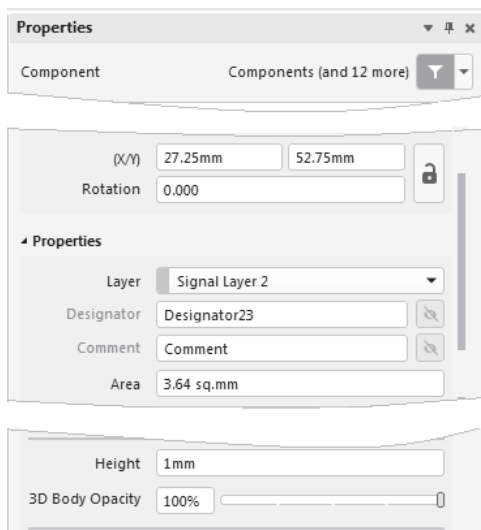 Properties
Component Components (and 12 more)
(X/Y) 27.25mm 52.75mm
Rotation 0.000
Properties
Layer Signal Layer 2
Designator Designator23
Comment Comment
Area 3.64 sq.mm
Height 1mm
3D Body Opacity 100%